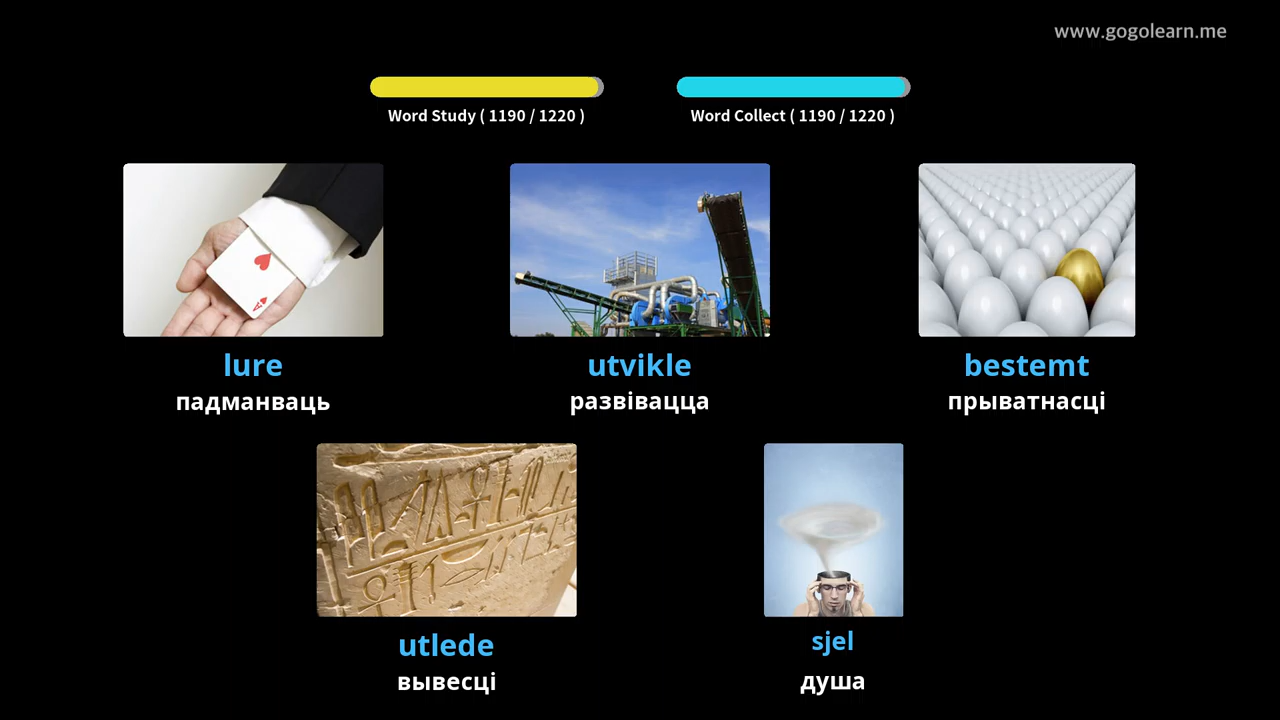 www.gogolearn.me
Word Study ( 1190 / 1220 )
Word Collect ( 1190 / 1220 )
lure
падманваць
utvikle
развівацца
bestemt
прыватнасці
utlede
вывесці
sjel
душа